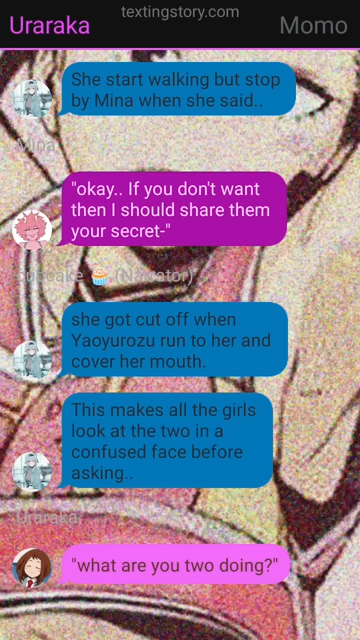 textingstory.com
Uraraka Momo
She start walking but stop
by Mina when she said..
Mina
"okay.. If you don't want
then I should share them
your secret-"
cupcake 🧁 (Narrator)
she got cut off when
Yaoyurozu run to her and
cover her mouth.
This makes all the girls
look at the two in a
confused face before
asking..
Uraraka
"what are you two doing?"